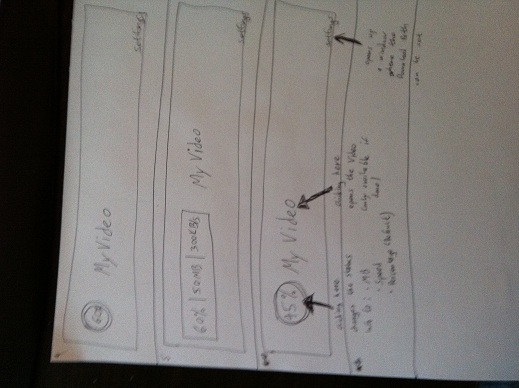 60%
My Video
settings
60% | 50MB | 300KB/s
My Video
settings
45% My Video
settings
clicking here
changes the status
info to: • MB
• Speed
• Percentage (Default)
clicking here
opens the Video
(only available if
done)
opens up
a window
where the
Download Path
can be set